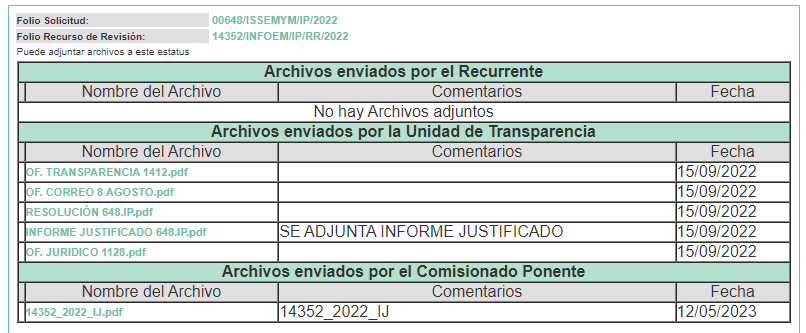 Folio Solicitud: 00648/ISSEMYM/IP/2022
Folio Recurso de Revisión: 14352/INFOEM/IP/RR/2022
Puede adjuntar archivos a este estatus
Archivos enviados por el Recurrente
Nombre del Archivo Comentarios Fecha
No hay Archivos adjuntos
Archivos enviados por la Unidad de Transparencia
Nombre del Archivo Comentarios Fecha
OF. TRANSPARENCIA 1412.pdf 15/09/2022
OF. CORREO 8 AGOSTO.pdf 15/09/2022
RESOLUCIÓN 648.IP.pdf 15/09/2022
INFORME JUSTIFICADO 648.IP.pdf SE ADJUNTA INFORME JUSTIFICADO 15/09/2022
OF. JURIDICO 1128.pdf 15/09/2022
Archivos enviados por el Comisionado Ponente
Nombre del Archivo Comentarios Fecha
14352_2022_IJ.pdf 14352_2022_IJ 12/05/2023